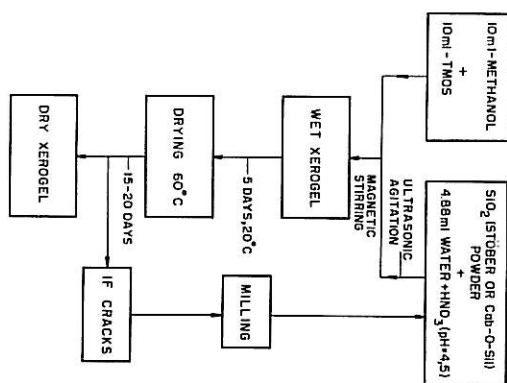 10ml-METHANOL
+
10ml-TMOS
SiO2 (STÖBER OR Cab-O-Sil)
POWDER
+
4.88ml WATER+HNO3(pH=4,5)
ULTRASONIC
AGITATION
MAGNETIC
STIRRING
WET XEROGEL
5 DAYS,20°C
DRYING 60°C
15-20 DAYS
DRY XEROGEL
IF CRACKS
MILLING